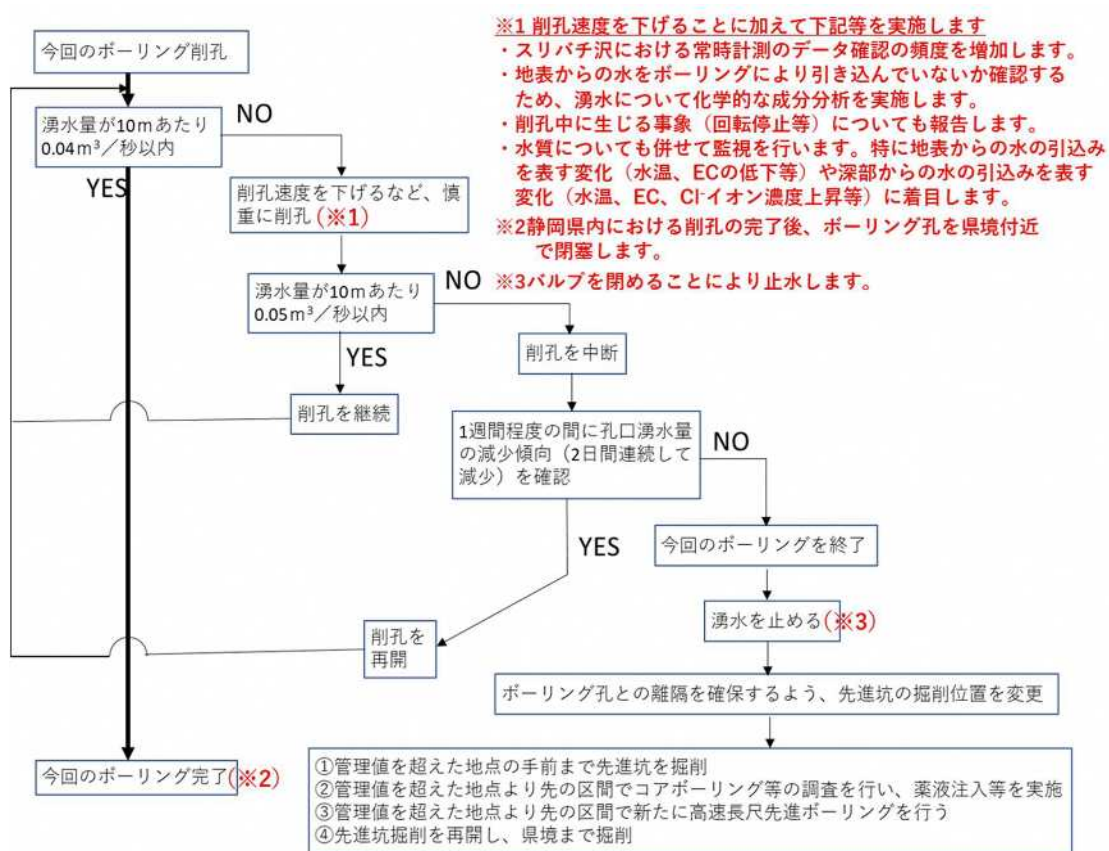 今回のボーリング削孔
湧水量が10ｍあたり
0.04ｍ³／秒以内
NO
YES
削孔速度を下げるなど、慎
重に削孔(※1)
湧水量が10ｍあたり
0.05ｍ³／秒以内
NO
YES
削孔を中断
削孔を継続
1週間程度の間に孔口湧水量
の減少傾向（2日間連続して
減少）を確認
NO
YES
今回のボーリングを終了
湧水を止める(※3)
削孔を
再開
ボーリング孔との離隔を確保するよう、先進坑の掘削位置を変更
今回のボーリング完了(※2)
①管理値を超えた地点の手前まで先進坑を掘削
②管理値を超えた地点より先の区間でコアボーリング等の調査を行い、薬液注入等を実施
③管理値を超えた地点より先の区間で新たに高速長尺先進ボーリングを行う
④先進坑掘削を再開し、県境まで掘削
※1 削孔速度を下げることに加えて下記等を実施します
・スリバチ沢における常時計測のデータ確認の頻度を増加します。
・地表からの水をボーリングにより引き込んでいないか確認する
ため、湧水について化学的な成分分析を実施します。
・削孔中に生じる事象（回転停止等）についても報告します。
・水質についても併せて監視を行います。特に地表からの水の引込み
を表す変化（水温、ECの低下等）や深部からの水の引込みを表す
変化（水温、EC、Cl⁻イオン濃度上昇等）に着目します。
※2静岡県内における削孔の完了後、ボーリング孔を県境付近
で閉塞します。
※3バルブを閉めることにより止水します。